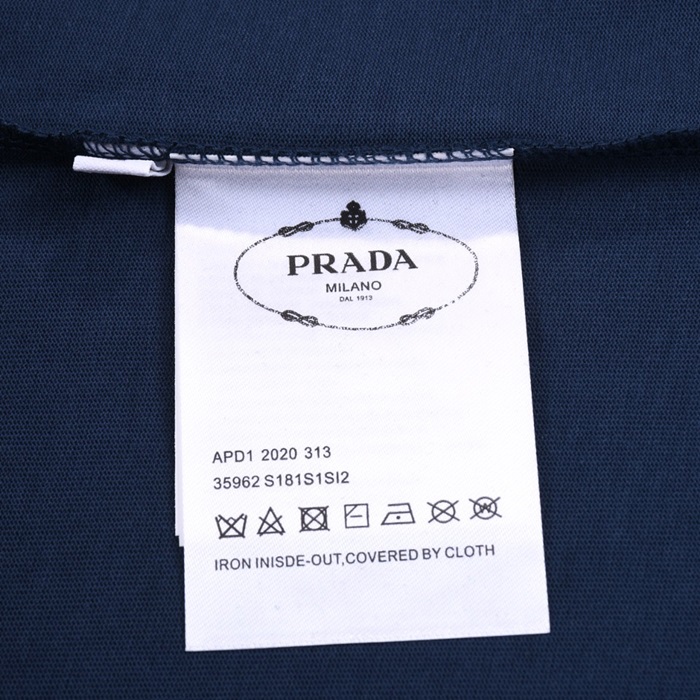 PRADA
MILANO
DAL 1913
APD1 2020 313
35962 S181S1SI2
IRON INISDE-OUT,COVERED BY CLOTH